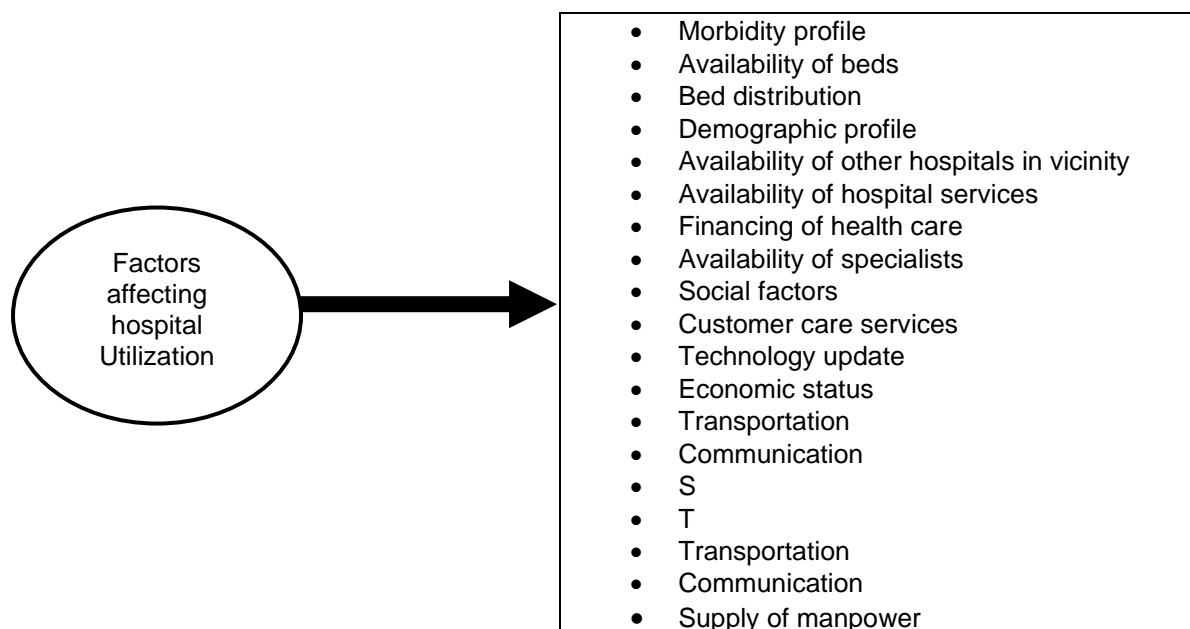 Factors
affecting
hospital
Utilization
• Morbidity profile
• Availability of beds
• Bed distribution
• Demographic profile
• Availability of other hospitals in vicinity
• Availability of hospital services
• Financing of health care
• Availability of specialists
• Social factors
• Customer care services
• Technology update
• Economic status
• Transportation
• Communication
• S
• T
• Transportation
• Communication
• Supply of manpower